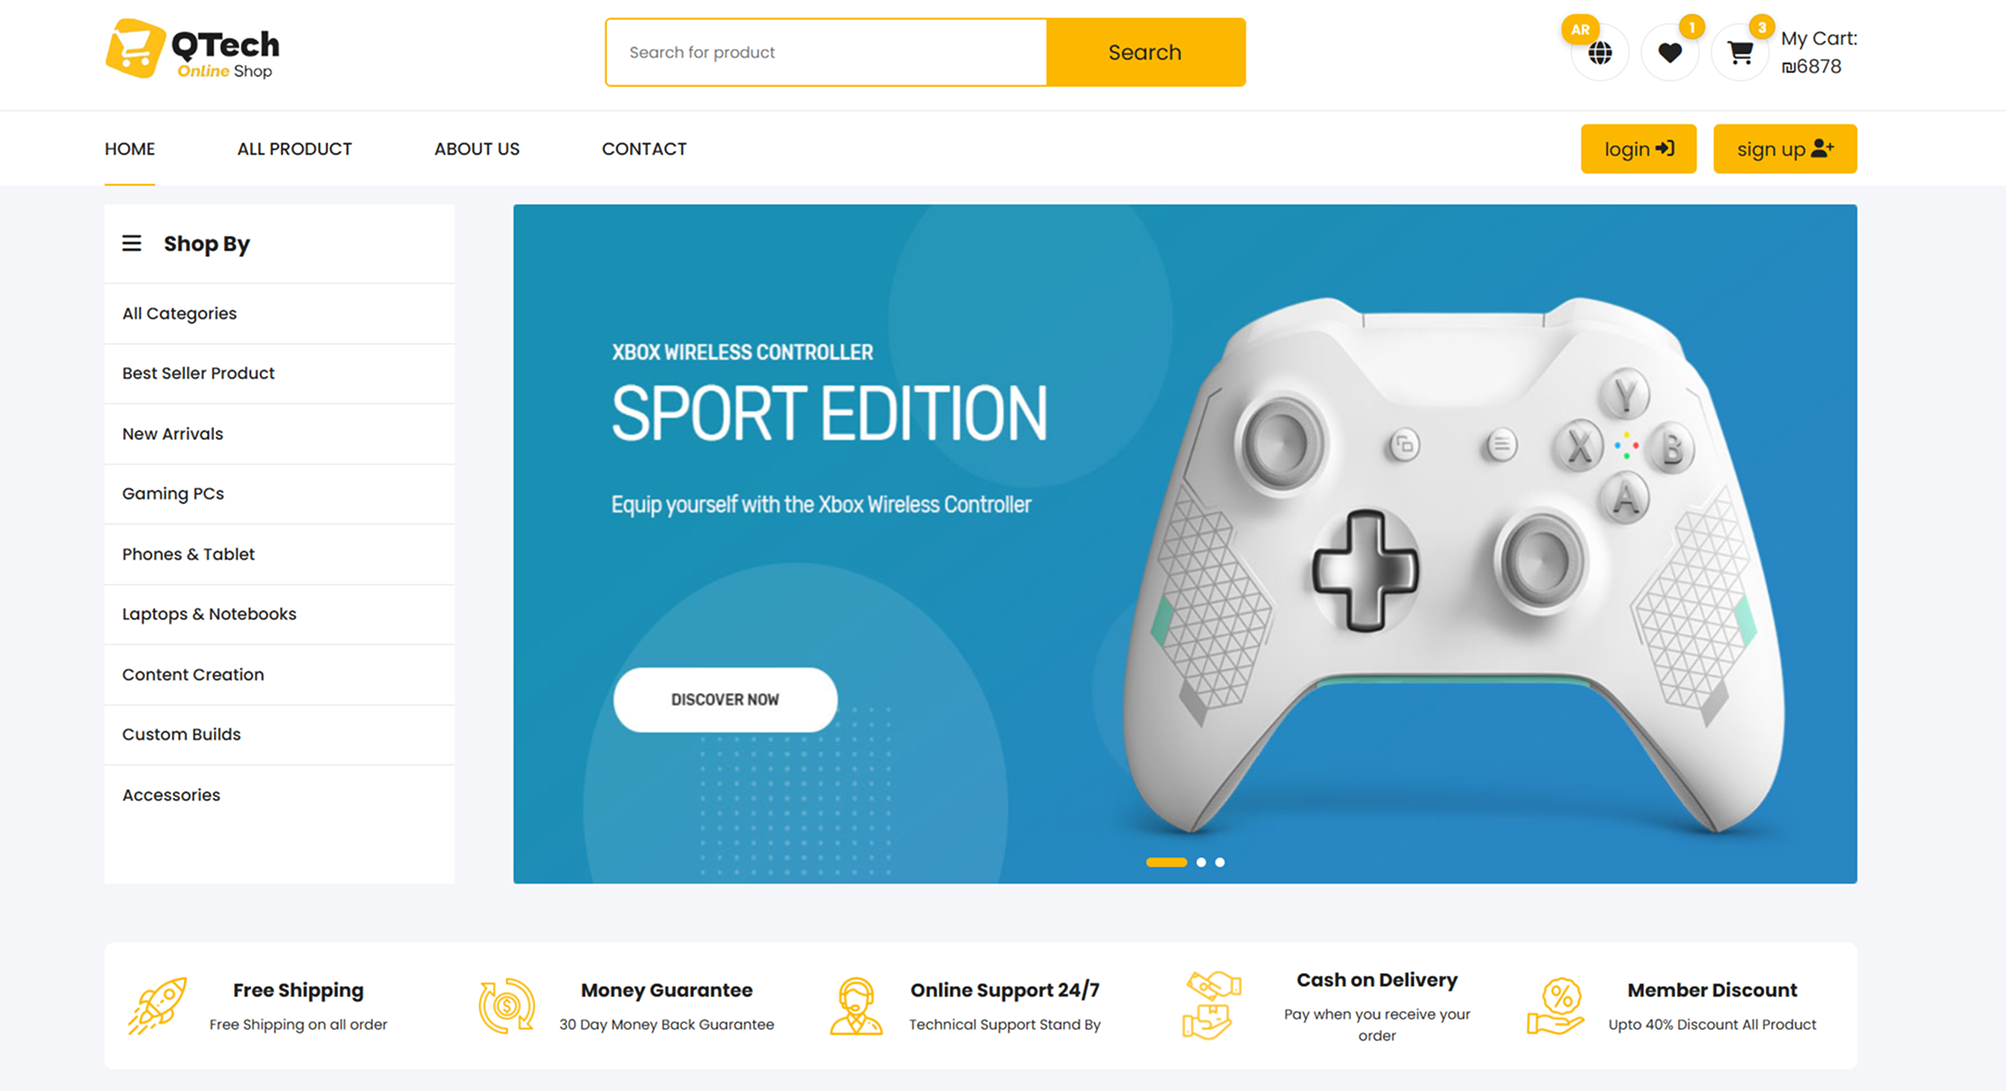 QTech
Online Shop
Search for product
Search
AR
1
3
My Cart:
₪6878
HOME
ALL PRODUCT
ABOUT US
CONTACT
login
sign up
Shop By
All Categories
Best Seller Product
New Arrivals
Gaming PCs
Phones & Tablet
Laptops & Notebooks
Content Creation
Custom Builds
Accessories
XBOX WIRELESS CONTROLLER
SPORT EDITION
Equip yourself with the Xbox Wireless Controller
DISCOVER NOW
Y
X
B
A
Free Shipping
Free Shipping on all order
Money Guarantee
30 Day Money Back Guarantee
Online Support 24/7
Technical Support Stand By
Cash on Delivery
Pay when you receive your
order
Member Discount
Upto 40% Discount All Product